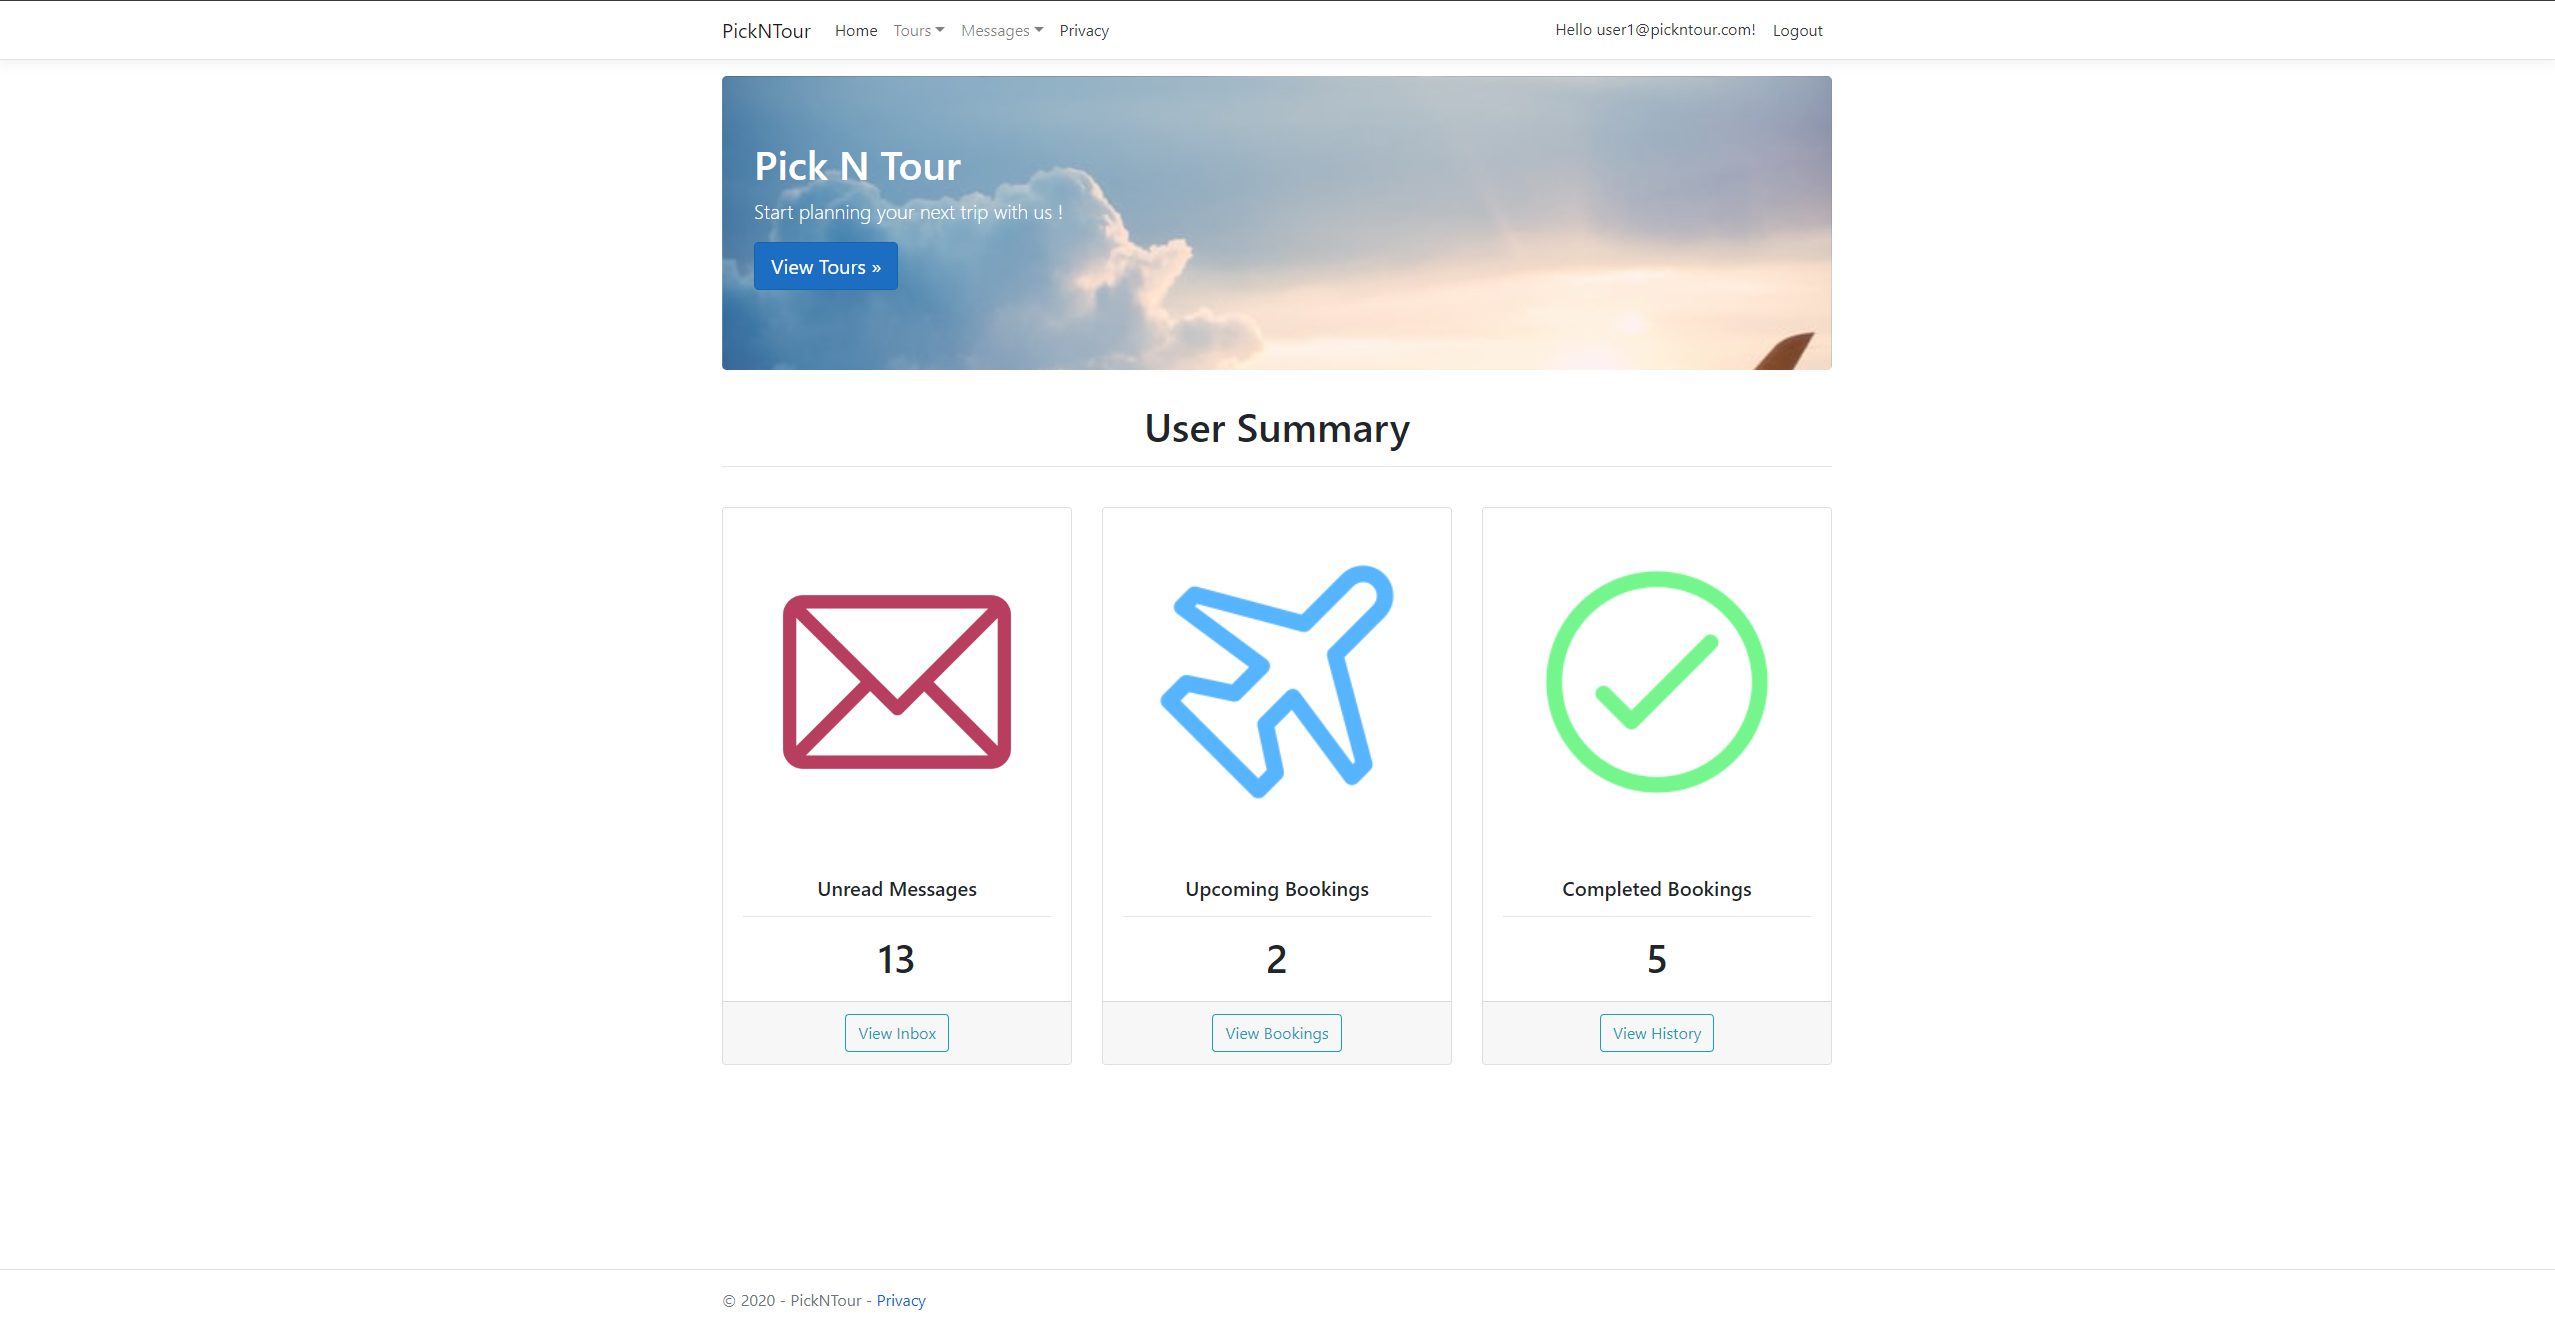 PickNTour Home Tours Messages Privacy Hello user1@pickntour.com! Logout
Pick N Tour
Start planning your next trip with us !
View Tours »
User Summary
Unread Messages
13
View Inbox
Upcoming Bookings
2
View Bookings
Completed Bookings
5
View History
© 2020 - PickNTour - Privacy